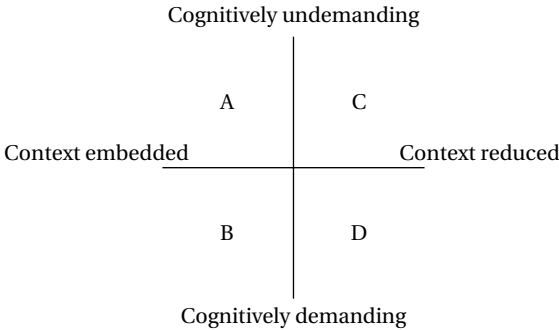 Cognitively undemanding
A C
Context embedded Context reduced
B D
Cognitively demanding